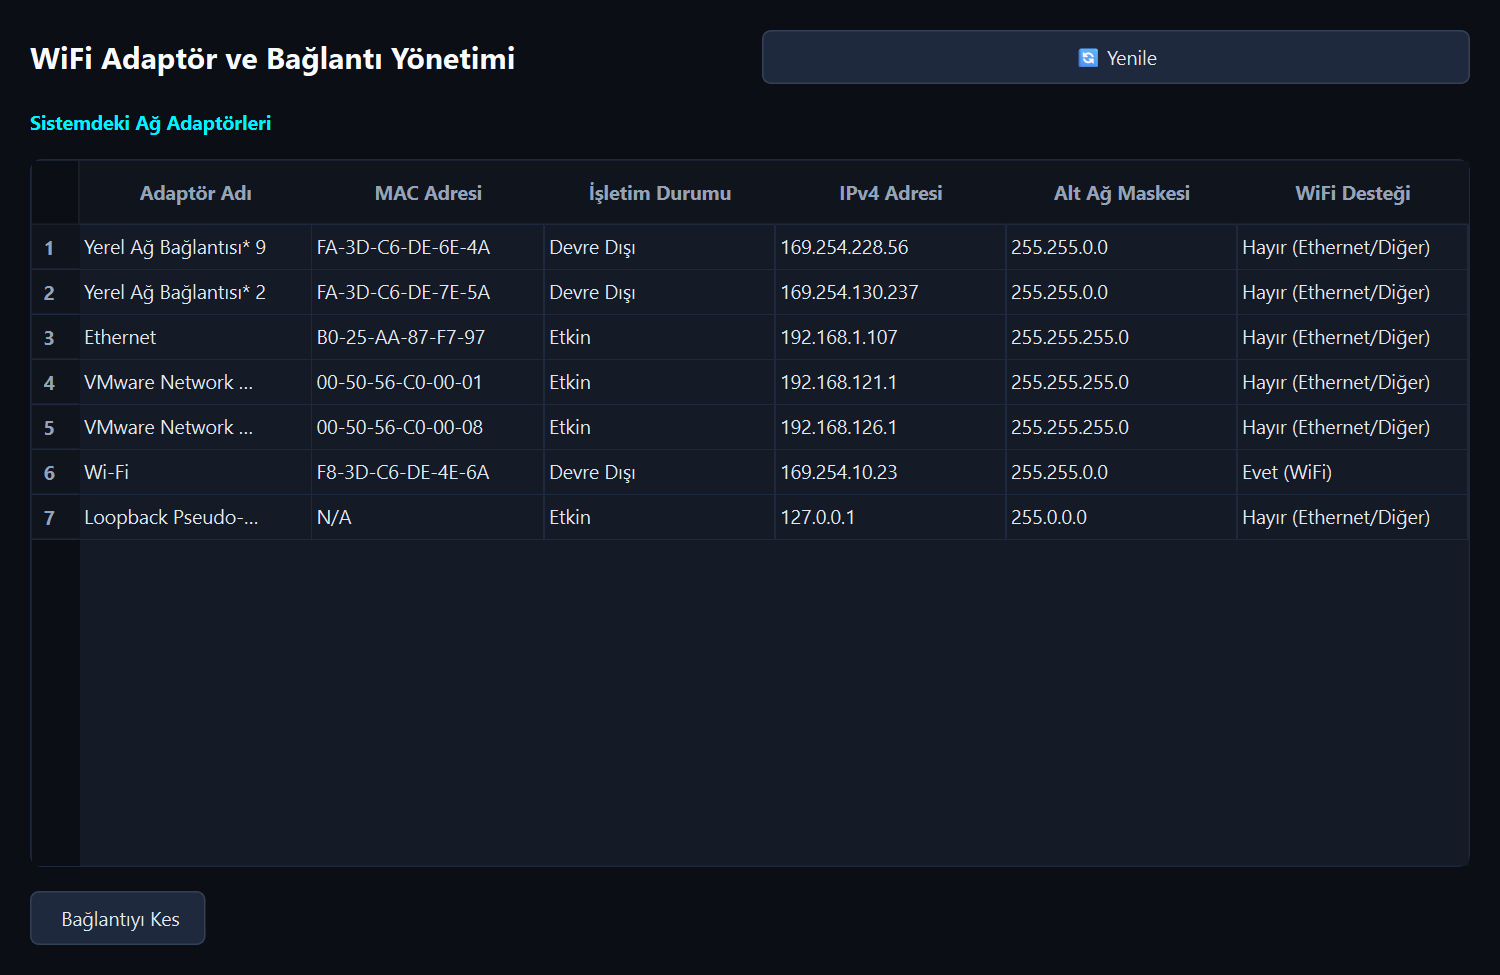 WiFi Adaptör ve Bağlantı Yönetimi
Yenile
Sistemdeki Ağ Adaptörleri
Adaptör Adı MAC Adresi İşletim Durumu IPv4 Adresi Alt Ağ Maskesi WiFi Desteği
1 Yerel Ağ Bağlantısı* 9 FA-3D-C6-DE-6E-4A Devre Dışı 169.254.228.56 255.255.0.0 Hayır (Ethernet/Diğer)
2 Yerel Ağ Bağlantısı* 2 FA-3D-C6-DE-7E-5A Devre Dışı 169.254.130.237 255.255.0.0 Hayır (Ethernet/Diğer)
3 Ethernet B0-25-AA-87-F7-97 Etkin 192.168.1.107 255.255.255.0 Hayır (Ethernet/Diğer)
4 VMware Network ... 00-50-56-C0-00-01 Etkin 192.168.121.1 255.255.255.0 Hayır (Ethernet/Diğer)
5 VMware Network ... 00-50-56-C0-00-08 Etkin 192.168.126.1 255.255.255.0 Hayır (Ethernet/Diğer)
6 Wi-Fi F8-3D-C6-DE-4E-6A Devre Dışı 169.254.10.23 255.255.0.0 Evet (WiFi)
7 Loopback Pseudo-... N/A Etkin 127.0.0.1 255.0.0.0 Hayır (Ethernet/Diğer)
Bağlantıyı Kes